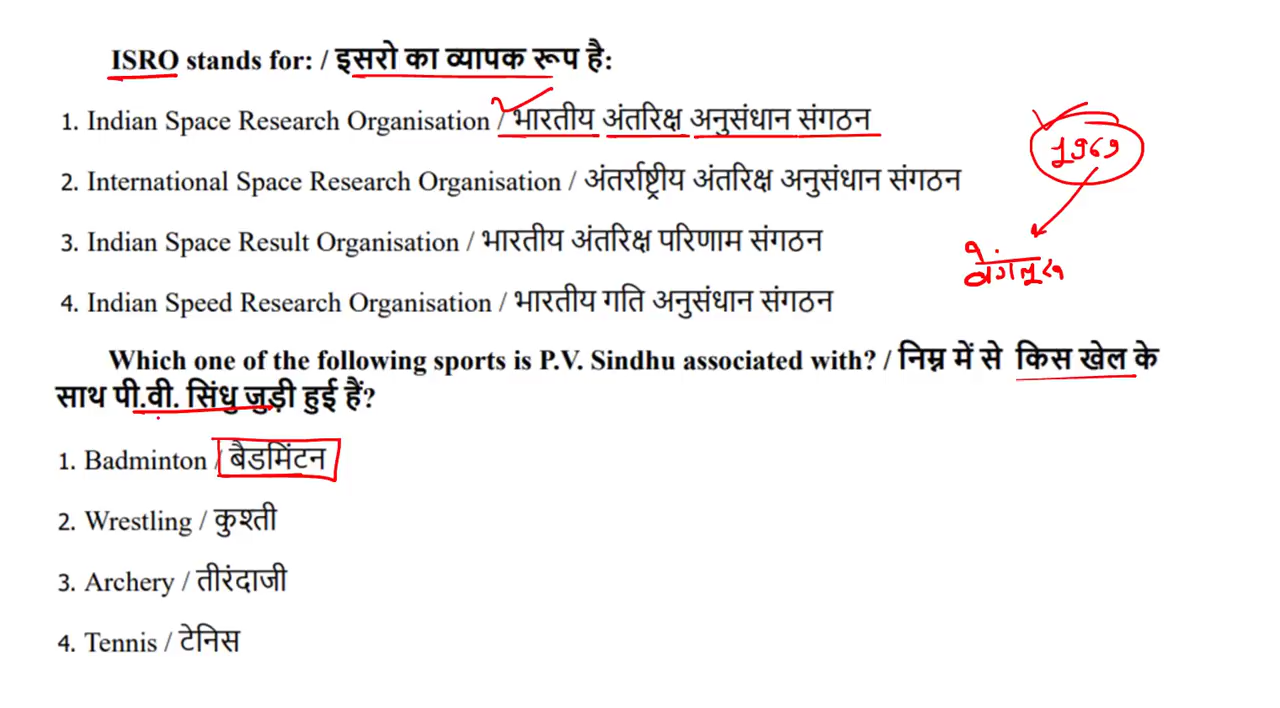 ISRO stands for: / इसरो का व्यापक रूप है:
1. Indian Space Research Organisation / भारतीय अंतरिक्ष अनुसंधान संगठन
1969
2. International Space Research Organisation / अंतर्राष्ट्रीय अंतरिक्ष अनुसंधान संगठन
3. Indian Space Result Organisation / भारतीय अंतरिक्ष परिणाम संगठन
बेंगलुरु
4. Indian Speed Research Organisation / भारतीय गति अनुसंधान संगठन
Which one of the following sports is P.V. Sindhu associated with? / निम्न में से किस खेल के
साथ पी.वी. सिंधु जुड़ी हुई हैं?
1. Badminton / बैडमिंटन
2. Wrestling / कुश्ती
3. Archery / तीरंदाजी
4. Tennis / टेनिस